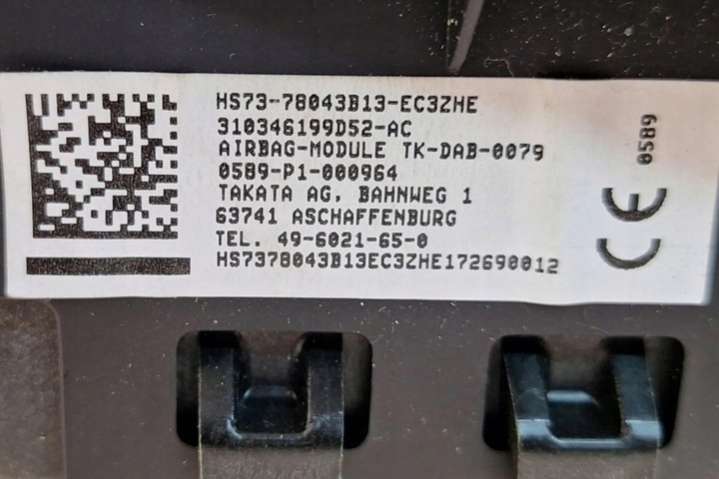 HS73-78043B13-EC3ZHE
310346199D52-AC
AIRBAG-MODULE TK-DAB-0079
0589-P1-000964
TAKATA AG, BAHNWEG 1
63741 ASCHAFFENBURG
TEL. 49-6021-65-0
HS7378043B13EC3ZHE172690012
CE 0589